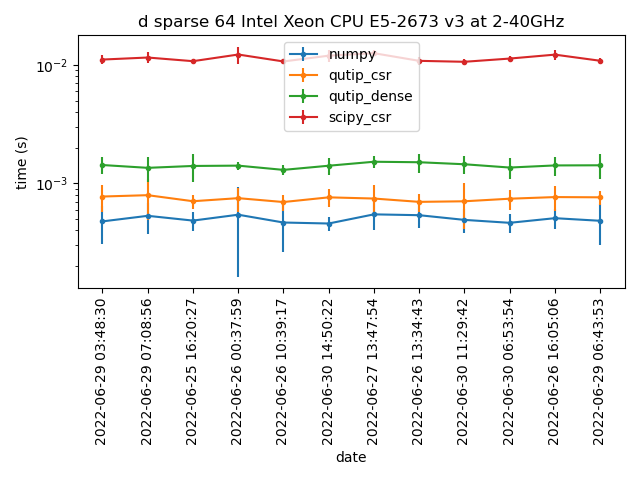 d sparse 64 Intel Xeon CPU E5-2673 v3 at 2-40GHz
numpy
qutip_csr
qutip_dense
scipy_csr
time (s)
10⁻²
10⁻³
2022-06-29 03:48:30
2022-06-29 07:08:56
2022-06-25 16:20:27
2022-06-26 00:37:59
2022-06-26 10:39:17
2022-06-30 14:50:22
2022-06-27 13:47:54
2022-06-26 13:34:43
2022-06-30 11:29:42
2022-06-30 06:53:54
2022-06-26 16:05:06
2022-06-29 06:43:53
date